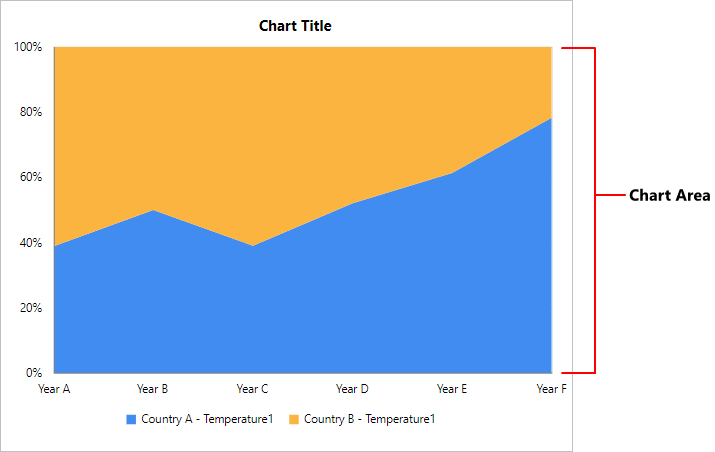 Chart Title
100%
80%
60%
40%
20%
0%
Year A Year B Year C Year D Year E Year F
Country A - Temperature1 Country B - Temperature1
Chart Area